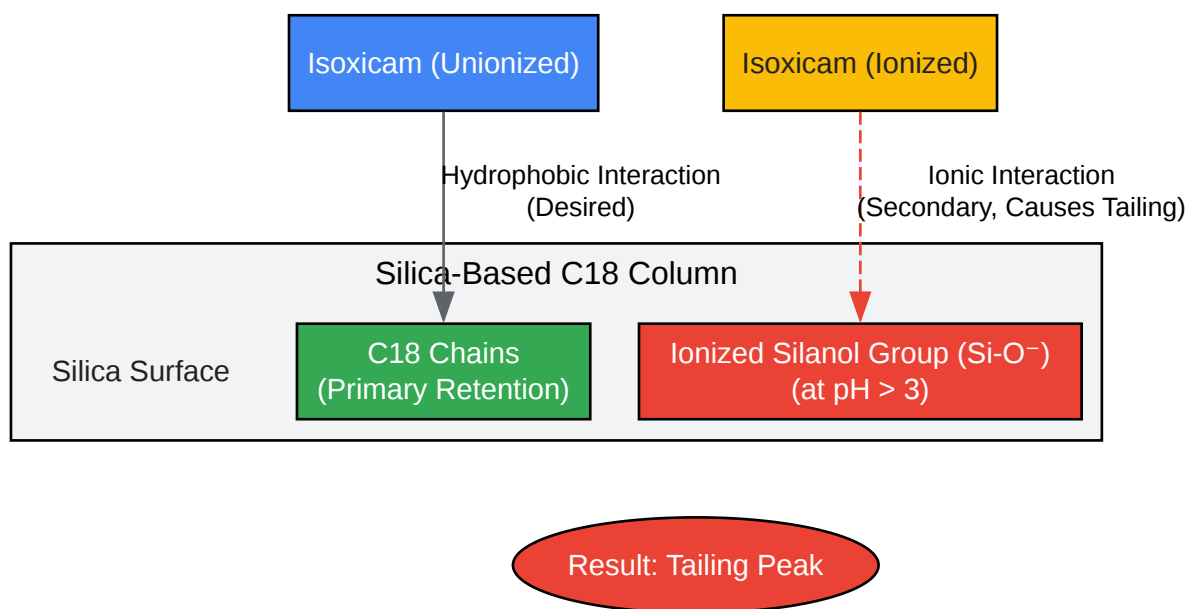 Isoxicam (Unionized)
Isoxicam (Ionized)
Hydrophobic Interaction
(Desired)
Ionic Interaction
(Secondary, Causes Tailing)
Silica-Based C18 Column
Silica Surface
C18 Chains
(Primary Retention)
Ionized Silanol Group (Si-O⁻)
(at pH > 3)
Result: Tailing Peak